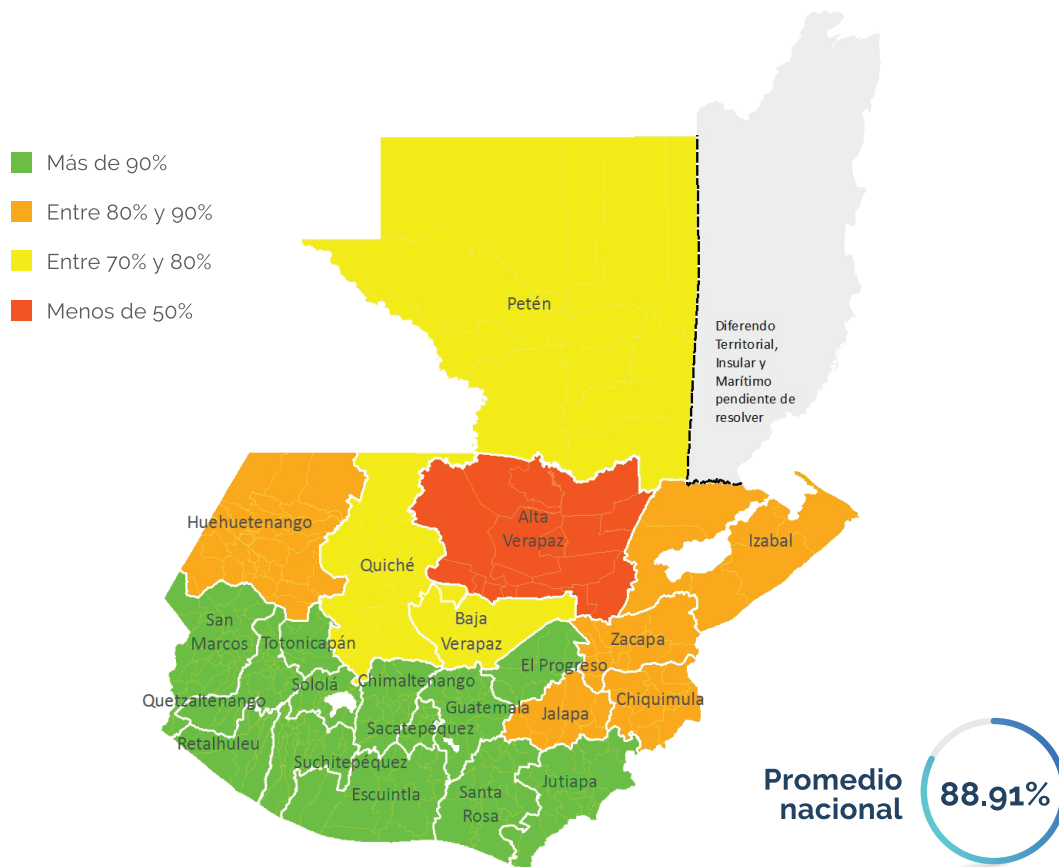 Más de 90%
Entre 80% y 90%
Entre 70% y 80%
Menos de 50%
Petén
Diferendo
Territorial,
Insular y
Marítimo
pendiente de
resolver
Huehuetenango
Alta
Verapaz
Izabal
Quiché
San
Marcos
Totonicapán
Baja
Verapaz
Zacapa
El Progreso
Quetzaltenango
Sololá
Chimaltenango
Guatemala
Jalapa
Chiquimula
Sacatepéquez
Retalhuleu
Suchitepéquez
Escuintla
Santa
Rosa
Jutiapa
Promedio
nacional
88.91%